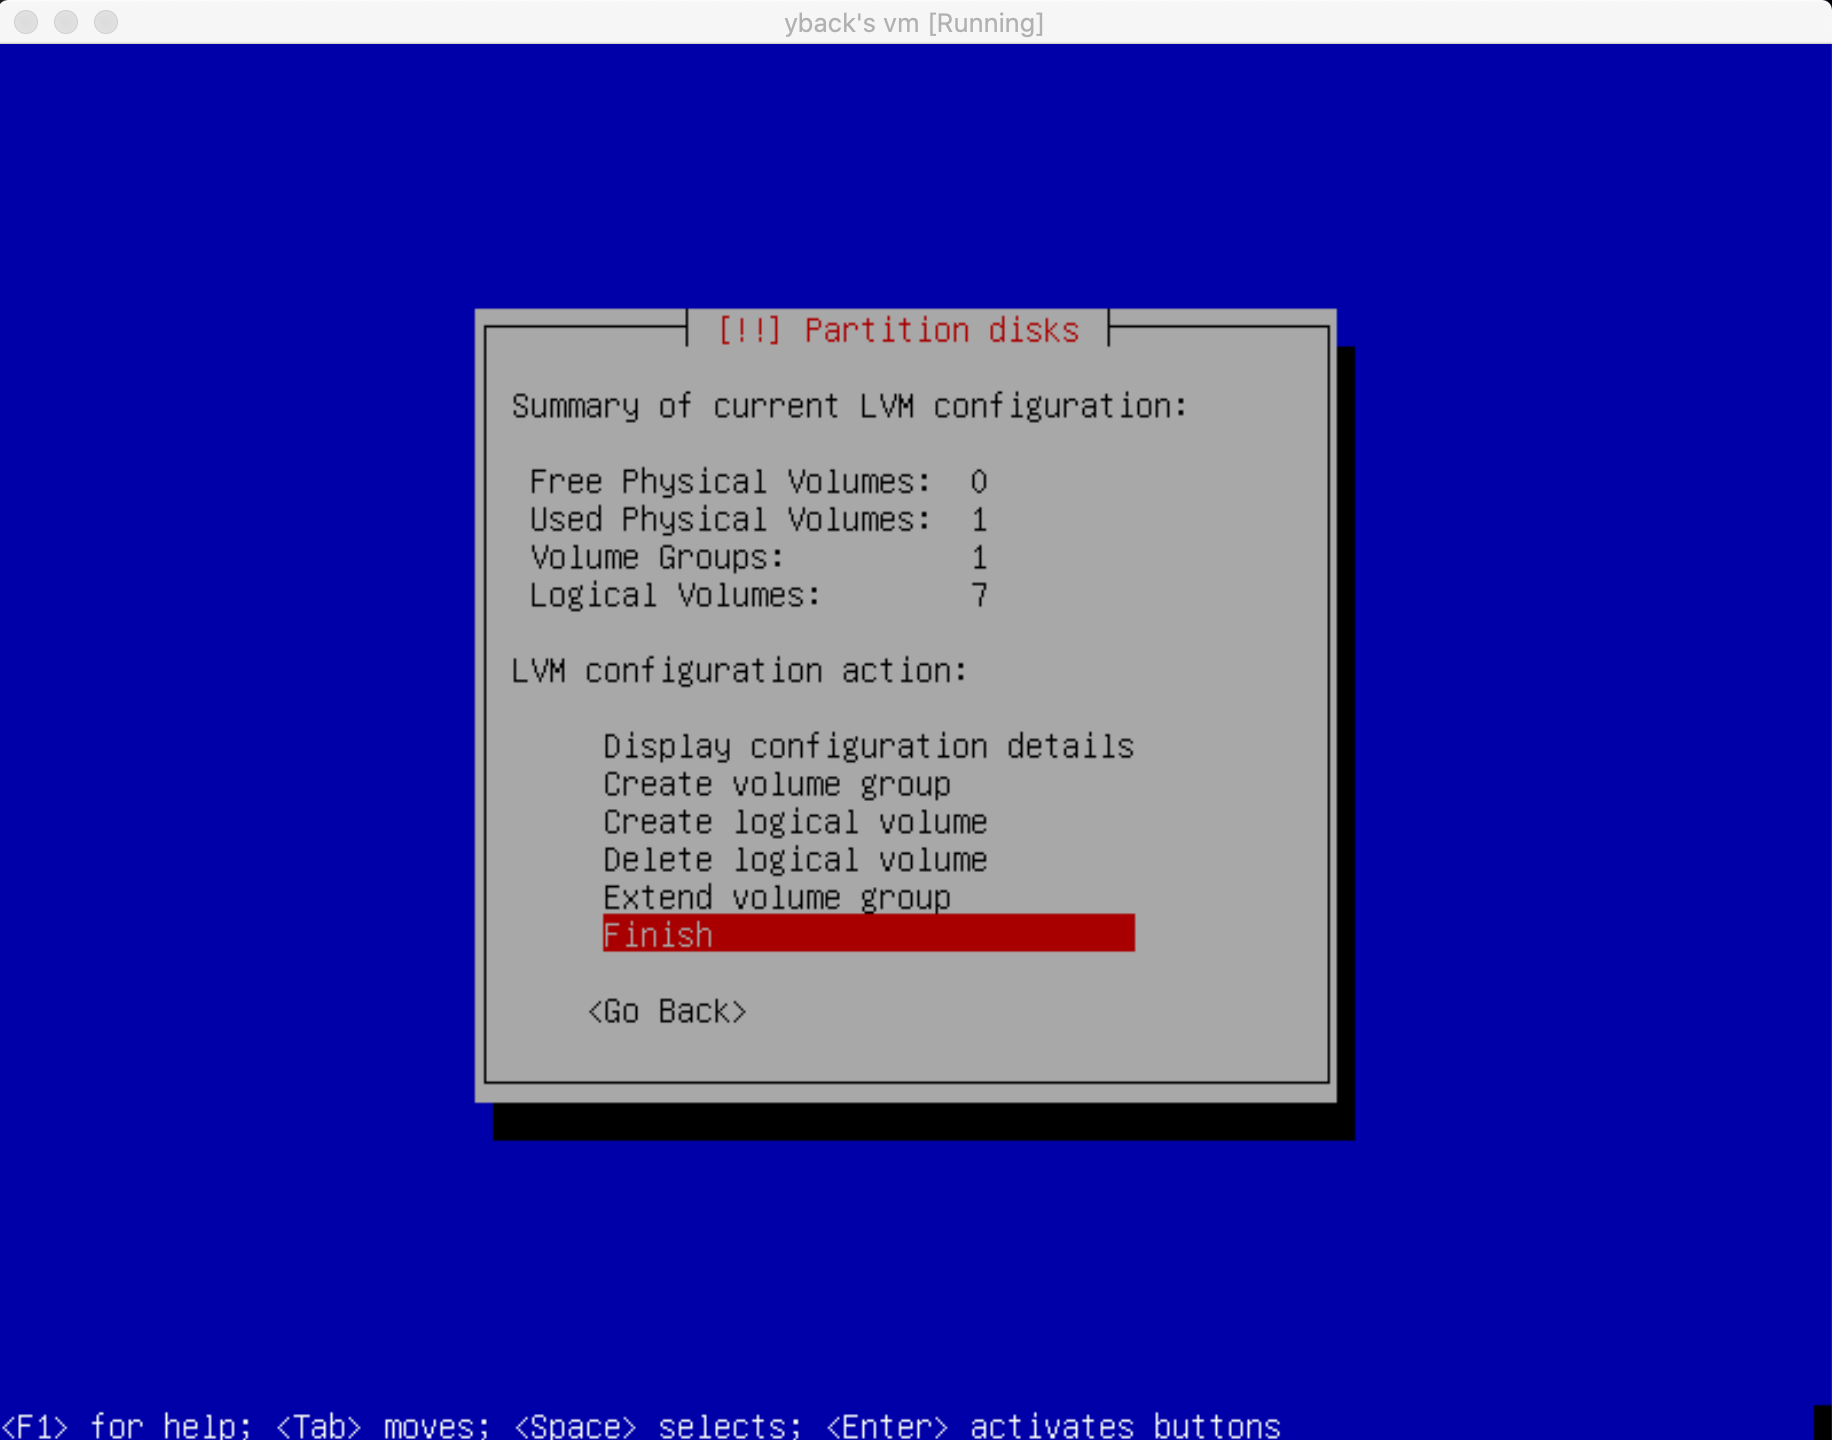 yback's vm [Running]
[!!] Partition disks
Summary of current LVM configuration:
Free Physical Volumes: 0
Used Physical Volumes: 1
Volume Groups: 1
Logical Volumes: 7
LVM configuration action:
Display configuration details
Create volume group
Create logical volume
Delete logical volume
Extend volume group
Finish
<Go Back>
<F1> for help; <Tab> moves; <Space> selects; <Enter> activates buttons